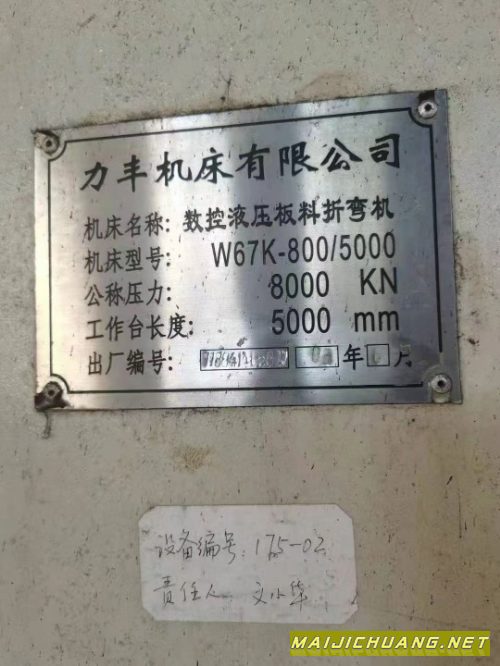 力丰机床有限公司
机床名称: 数控液压板料折弯机
机床型号: W67K-800/5000
公称压力: 8000 KN
工作台长度: 5000 mm
出厂编号: 年 月
设备编号: 175-02
责任人 文小华
MAIJICHUANG.NET